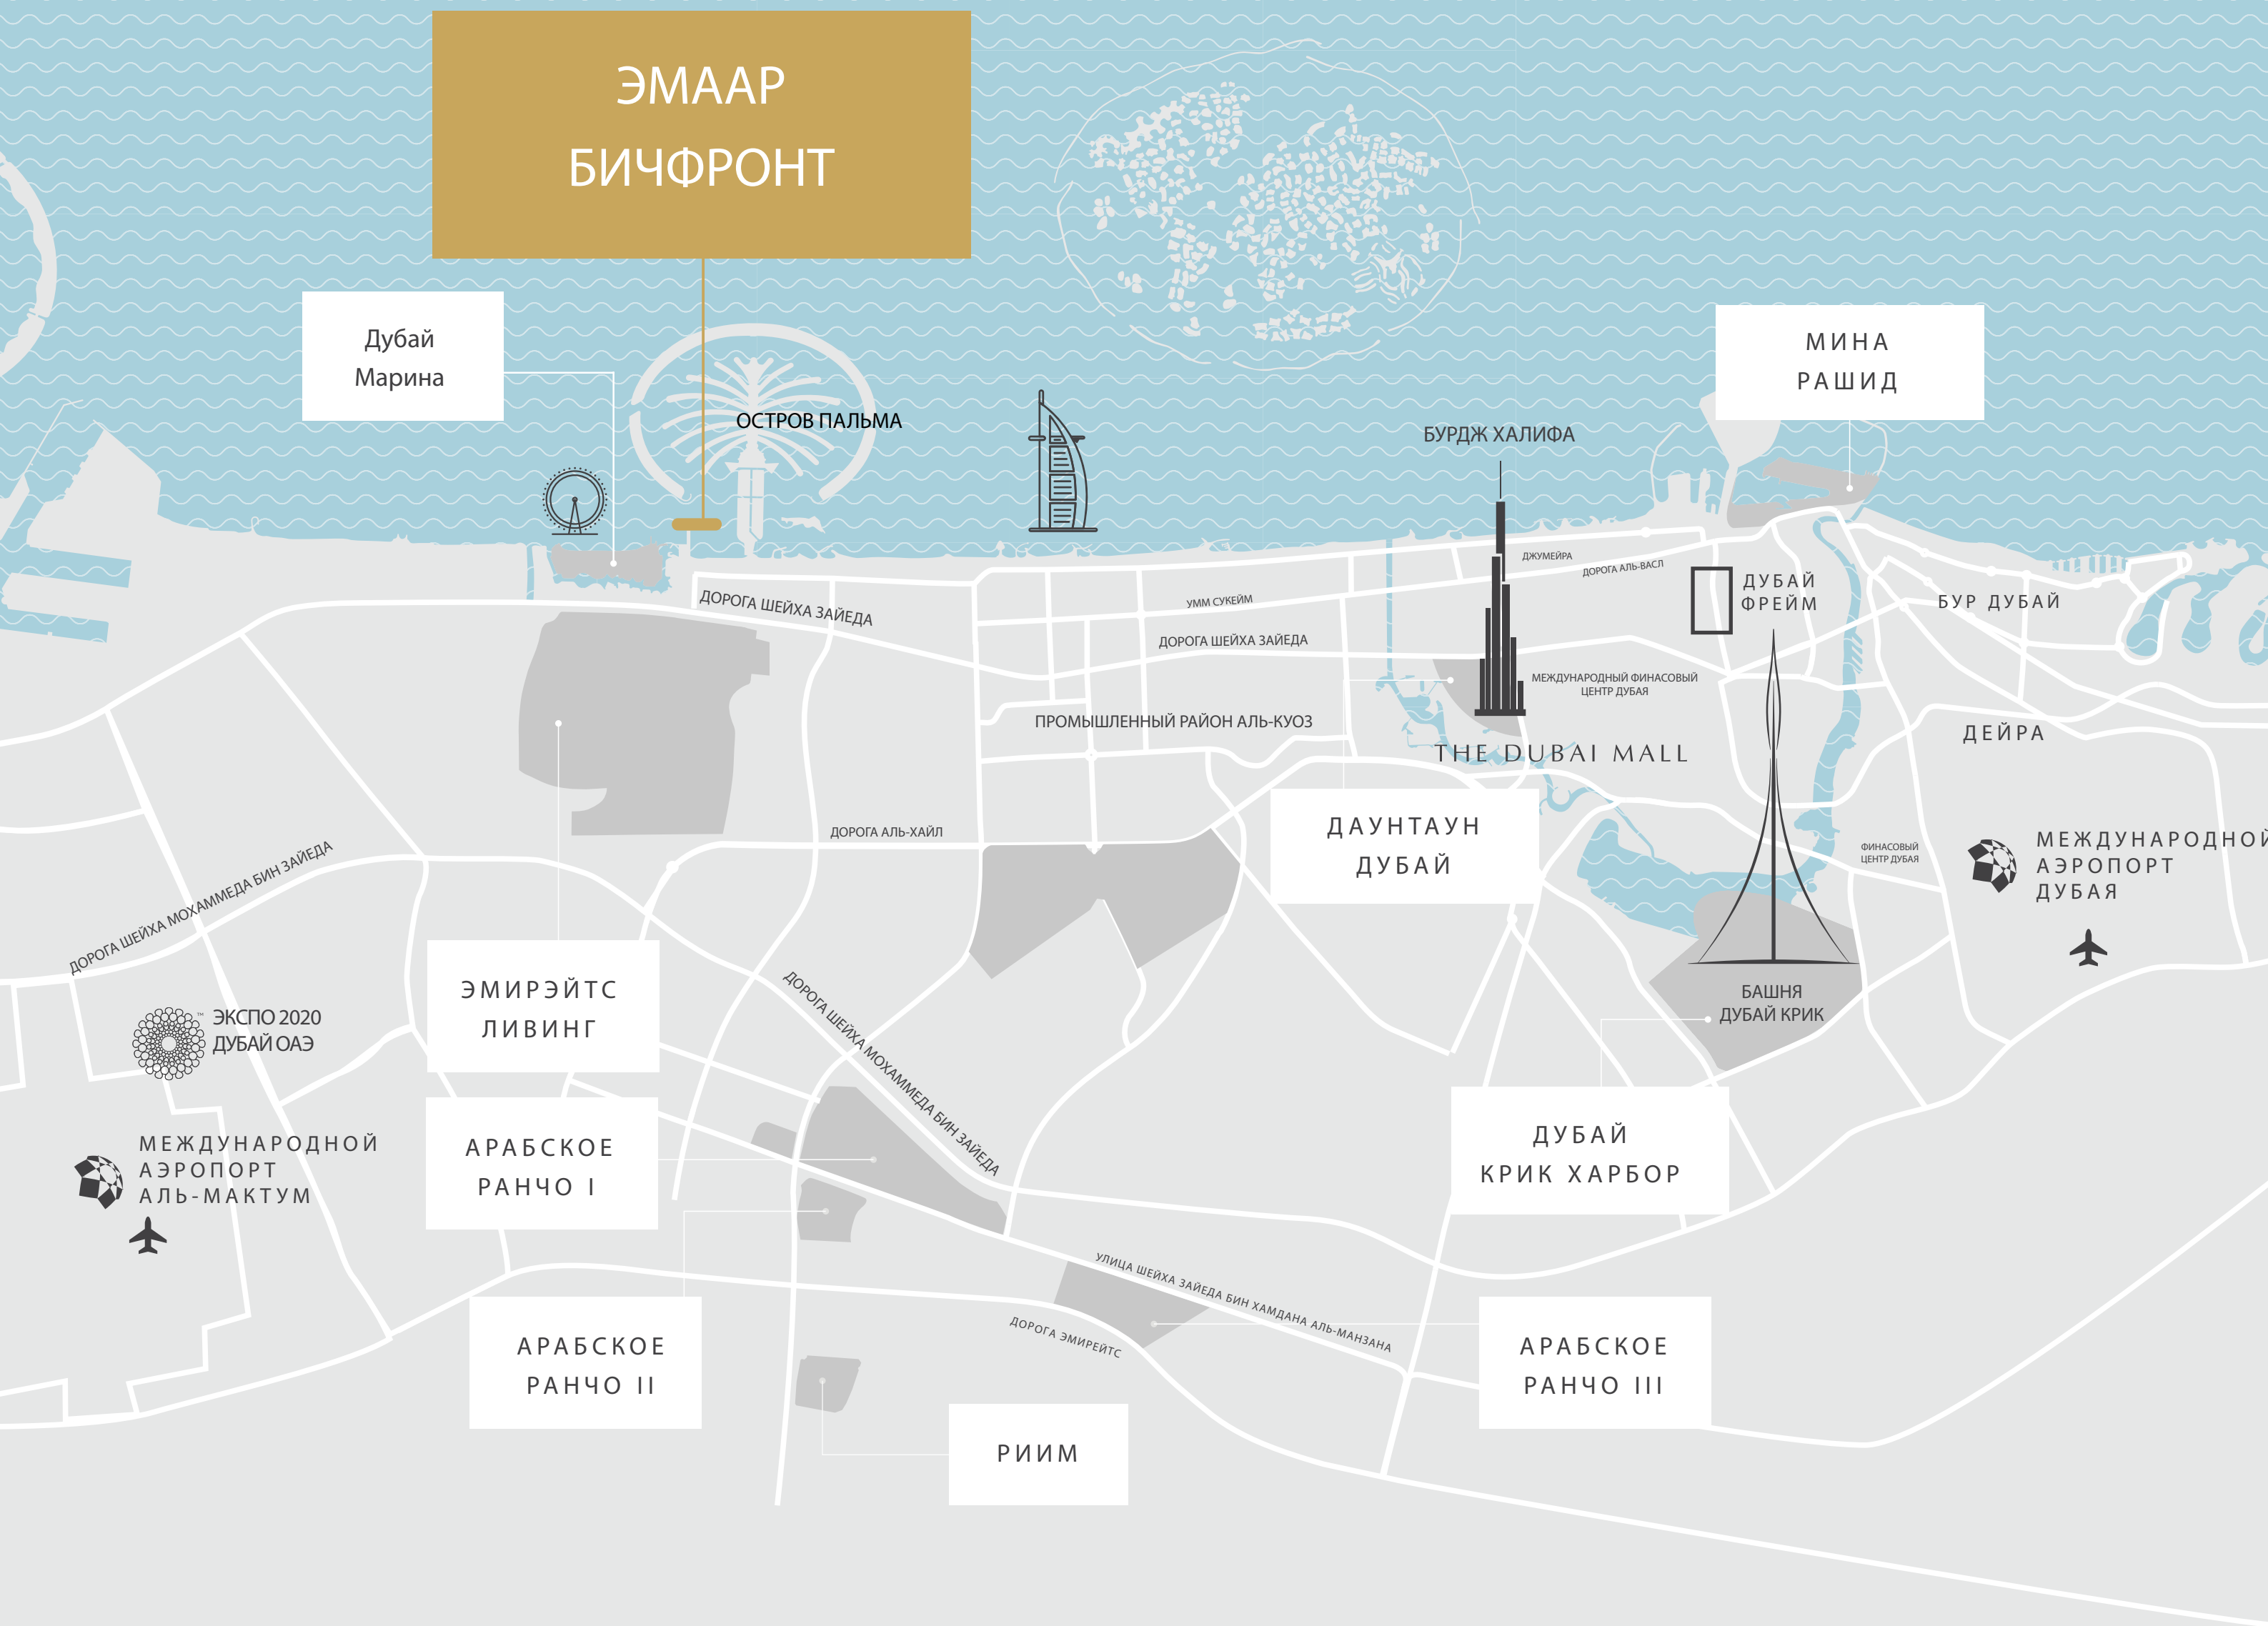 ЭМААР
БИЧФРОНТ
Дубай
Марина
МИНА
РАШИД
ОСТРОВ ПАЛЬМА
БУРДЖ ХАЛИФА
ДЖУМЕЙРА
ДОРОГА АЛЬ-ВАСЛ
ДУБАЙ
ФРЕЙМ
БУР ДУБАЙ
ДОРОГА ШЕЙХА ЗАЙЕДА
УММ СУКЕЙМ
ДОРОГА ШЕЙХА ЗАЙЕДА
МЕЖДУНАРОДНЫЙ ФИНАСОВЫЙ
ЦЕНТР ДУБАЯ
ПРОМЫШЛЕННЫЙ РАЙОН АЛЬ-КУОЗ
ДЕЙРА
THE DUBAI MALL
ДАУНТАУН
ДУБАЙ
ДОРОГА АЛЬ-ХАЙЛ
ФИНАСОВЫЙ
ЦЕНТР ДУБАЯ
МЕЖДУНАРОДНОЙ
АЭРОПОРТ
ДУБАЯ
ДОРОГА ШЕЙХА МОХАММЕДА БИН ЗАЙЕДА
ЭМИРЭЙТС
ЛИВИНГ
ДОРОГА ШЕЙХА МОХАММЕДА БИН ЗАЙЕДА
БАШНЯ
ДУБАЙ КРИК
TM
ЭКСПО 2020
ДУБАЙ ОАЭ
МЕЖДУНАРОДНОЙ
АЭРОПОРТ
АЛЬ-МАКТУМ
АРАБСКОЕ
РАНЧО I
ДУБАЙ
КРИК ХАРБОР
УЛИЦА ШЕЙХА ЗАЙЕДА БИН ХАМДАНА АЛЬ-МАНЗАНА
ДОРОГА ЭМИРЕЙТС
АРАБСКОЕ
РАНЧО II
АРАБСКОЕ
РАНЧО III
РИИМ